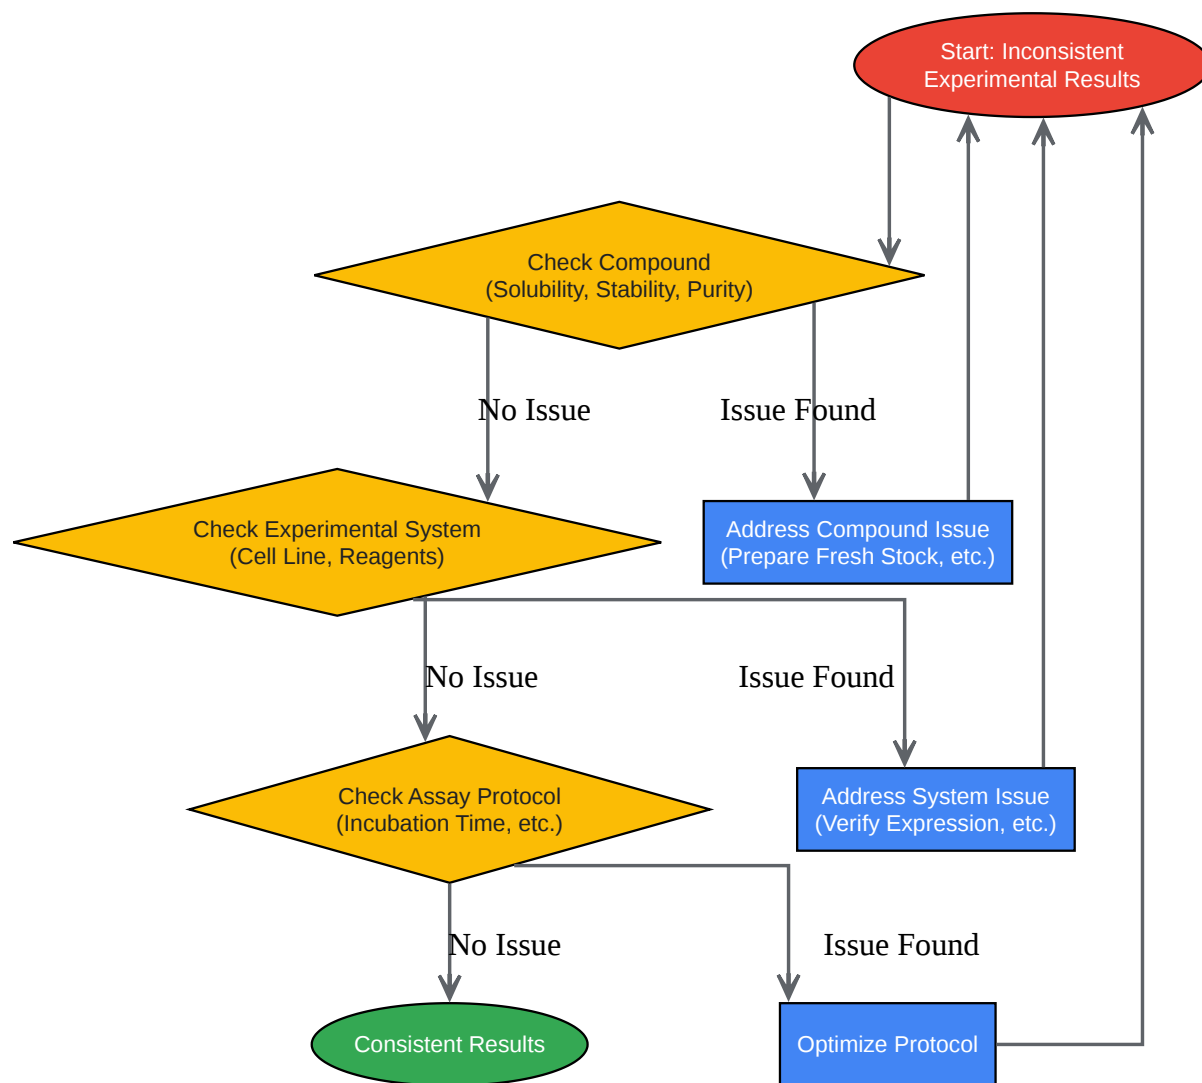 Start: Inconsistent
Experimental Results
Check Compound
(Solubility, Stability, Purity)
No Issue
Issue Found
Check Experimental System
(Cell Line, Reagents)
Address Compound Issue
(Prepare Fresh Stock, etc.)
No Issue
Issue Found
Check Assay Protocol
(Incubation Time, etc.)
Address System Issue
(Verify Expression, etc.)
No Issue
Issue Found
Consistent Results
Optimize Protocol